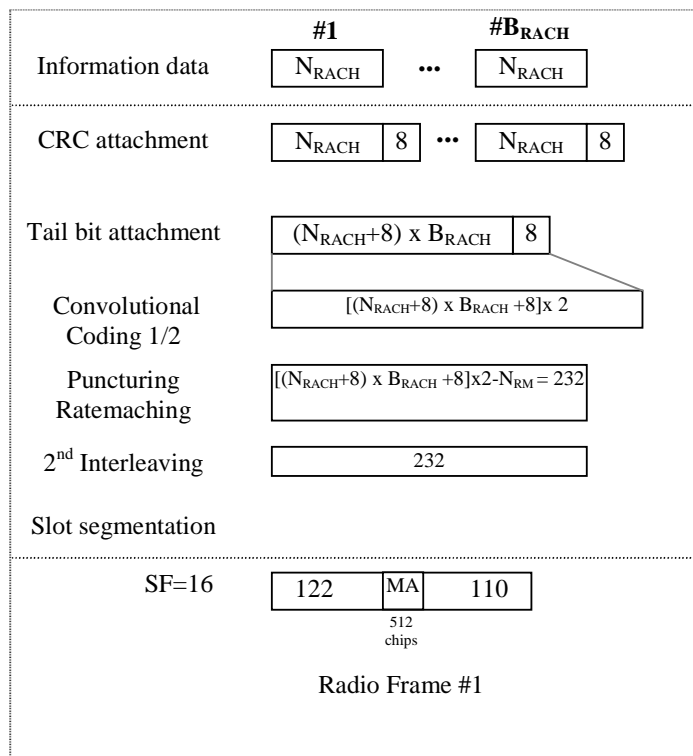 #1 #B_RACH
Information data N_RACH ... N_RACH
CRC attachment N_RACH 8 ... N_RACH 8
Tail bit attachment (N_RACH+8) x B_RACH 8
Convolutional
Coding 1/2
[(N_RACH+8) x B_RACH +8]x 2
Puncturing
Ratemaching
[(N_RACH+8) x B_RACH +8]x2-N_RM = 232
2nd Interleaving 232
Slot segmentation
SF=16 122 MA 110
512
chips
Radio Frame #1